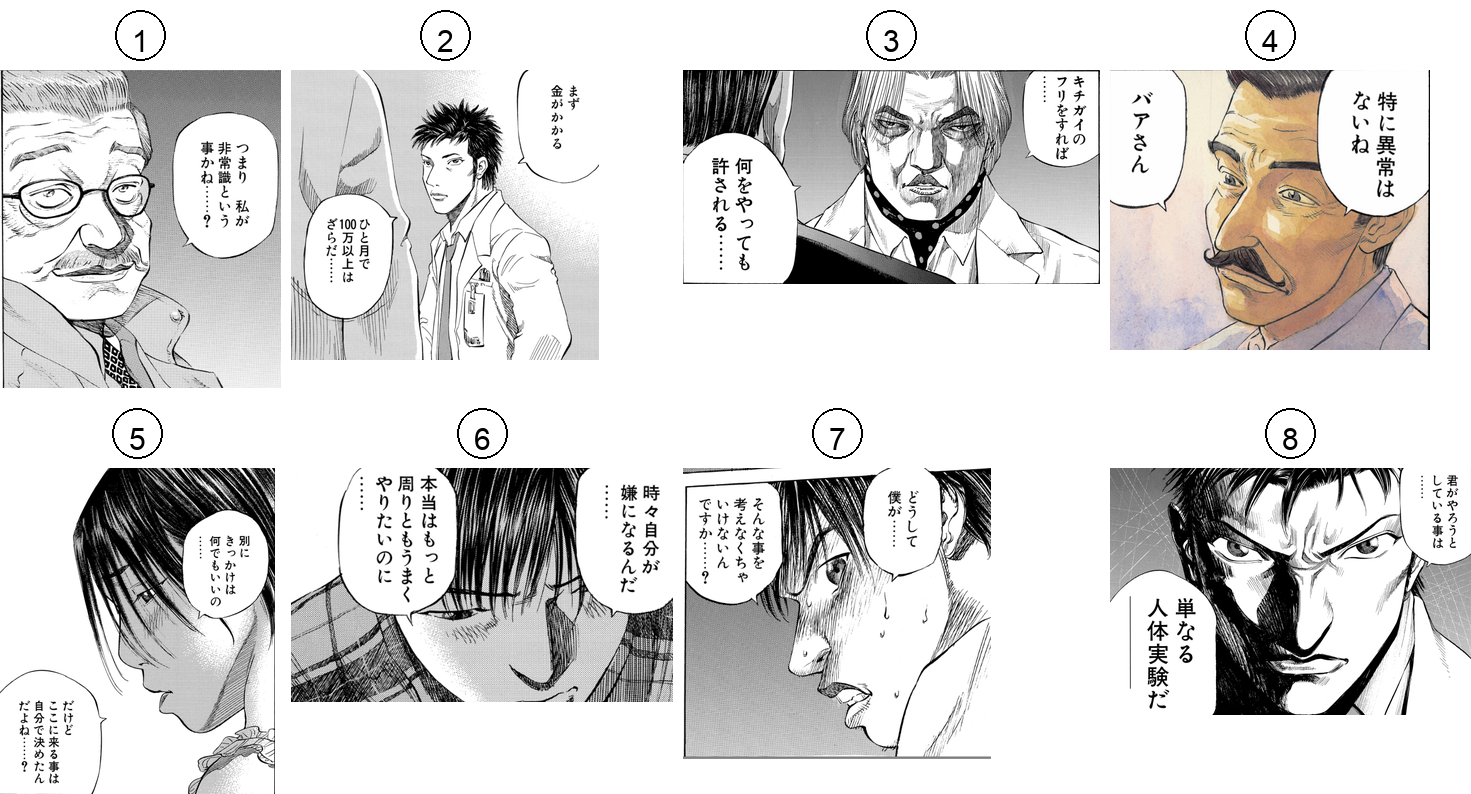 1
つまり 私が
非常識という
事かね……？
2
まず
金がかかる
ひと月で
100万以上は
ざらだ……
3
キチガイの
フリをすれば
……
何をやっても
許される……
4
特に異常は
ないね
バアさん
5
別に
きっかけは
何でもいいの
……
だけど
ここに来る事は
自分で決めたん
だよね……？
6
時々自分が
嫌になるんだ
……
本当はもっと
周りともうまく
やりたいのに
……
7
どうして
僕が……
そんな事を
考えなくちゃ
いけないん
ですか……？
8
君がやろうと
している事は
……
単なる
人体実験だ
――